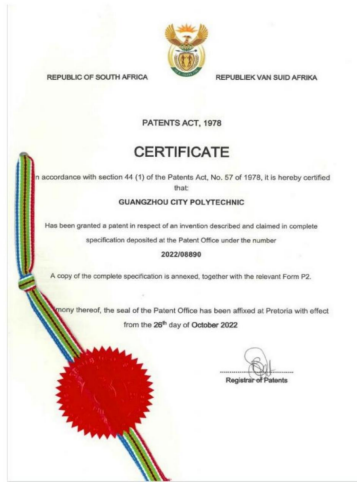 REPUBLIC OF SOUTH AFRICA REPUBLIEK VAN SUID AFRIKA
PATENTS ACT, 1978
CERTIFICATE
n accordance with section 44 (1) of the Patents Act, No. 57 of 1978, it is hereby certified
that:
GUANGZHOU CITY POLYTECHNIC
Has been granted a patent in respect of an invention described and claimed in complete
specification deposited at the Patent Office under the number
2022/08890
A copy of the complete specification is annexed, together with the relevant Form P2.
mony thereof, the seal of the Patent Office has been affixed at Pretoria with effect
from the 26th day of October 2022
Registrar of Patents